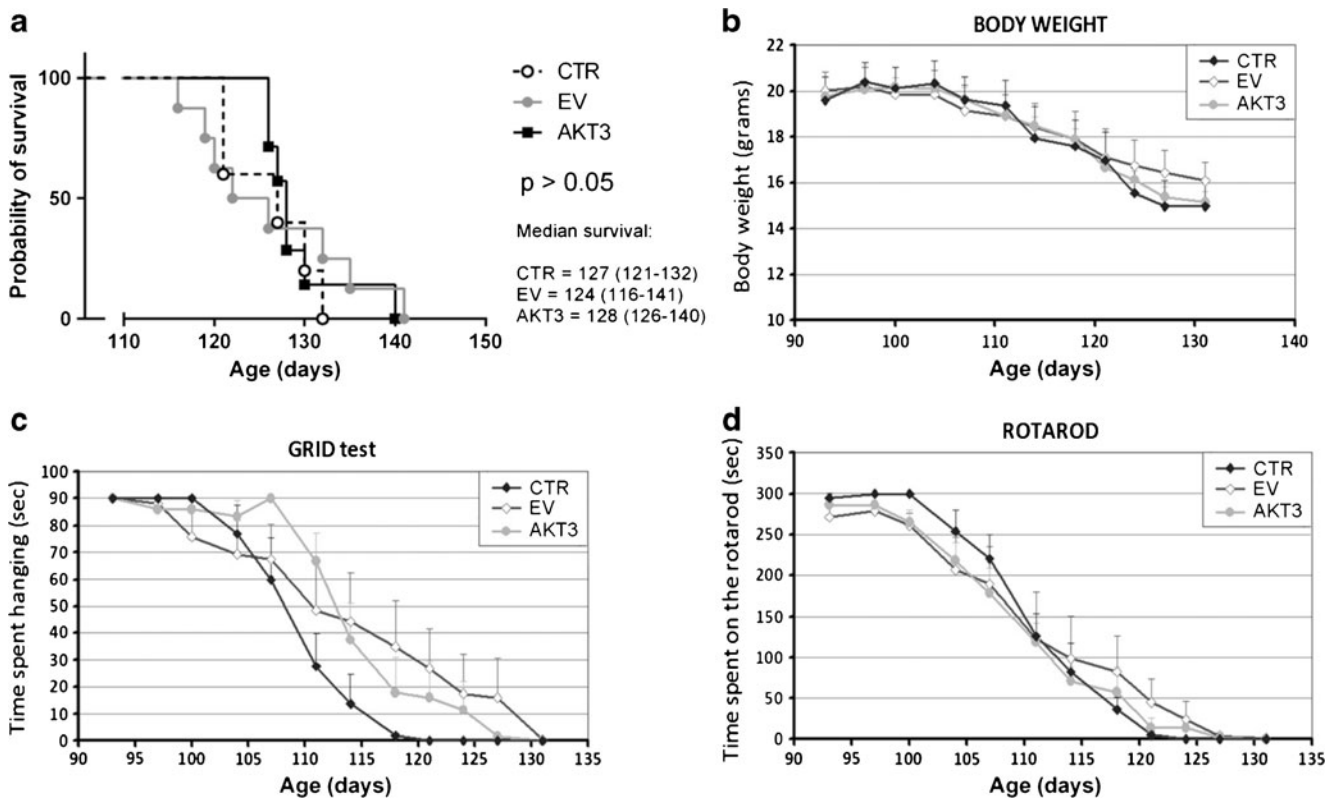 a
Probability of survival
100
50
0
110 120 130 140 150
Age (days)
CTR
EV
AKT3
p > 0.05
Median survival:
CTR = 127 (121-132)
EV = 124 (116-141)
AKT3 = 128 (126-140)
b
BODY WEIGHT
Body weight (grams)
22
20
18
16
14
12
10
90 100 110 120 130 140
Age (days)
CTR
EV
AKT3
c
GRID test
Time spent hanging (sec)
100
90
80
70
60
50
40
30
20
10
0
90 95 100 105 110 115 120 125 130 135
Age (days)
CTR
EV
AKT3
d
ROTAROD
Time spent on the rotarod (sec)
350
300
250
200
150
100
50
0
90 95 100 105 110 115 120 125 130 135
Age (days)
CTR
EV
AKT3